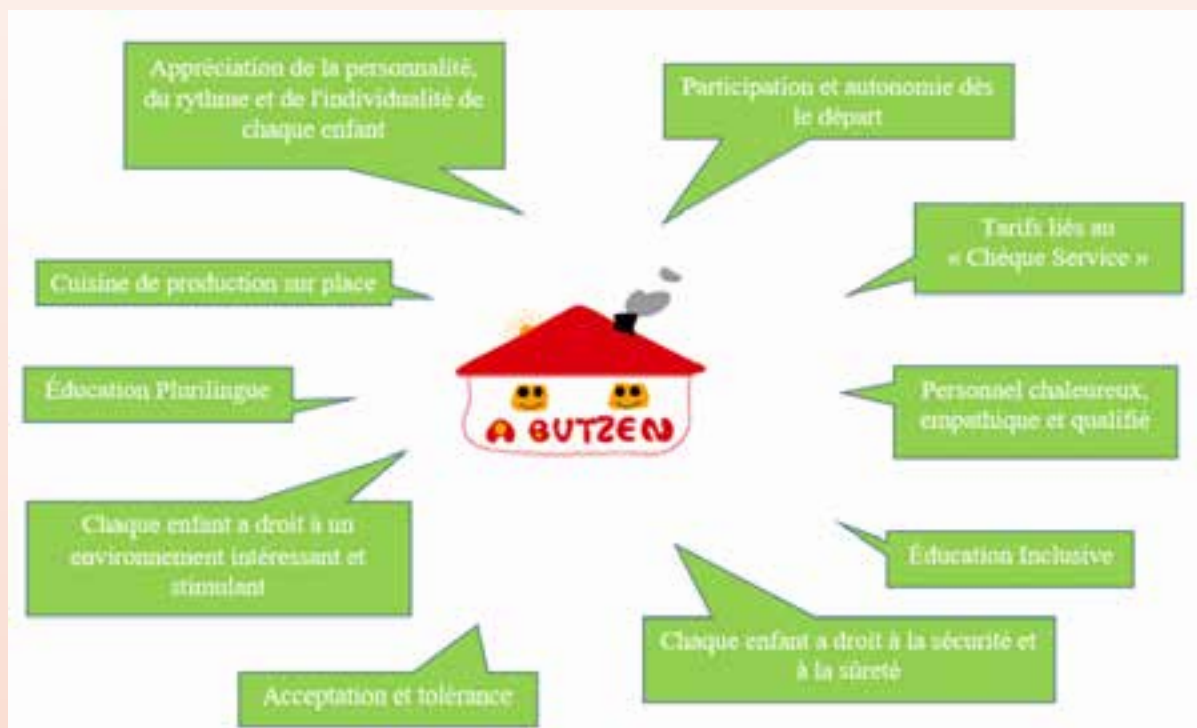 Appréciation de la personnalité,
du rythme et de l'individualité de
chaque enfant
Participation et autonomie dès
le départ
Tarifs liés au
« Chèque Service »
Cuisine de production sur place
Éducation Plurilingue
Personnel chaleureux,
empathique et qualifié
A BUTZEN
Chaque enfant a droit à un
environnement intéressant et
stimulant
Éducation Inclusive
Chaque enfant a droit à la sécurité et
à la sûreté
Acceptation et tolérance